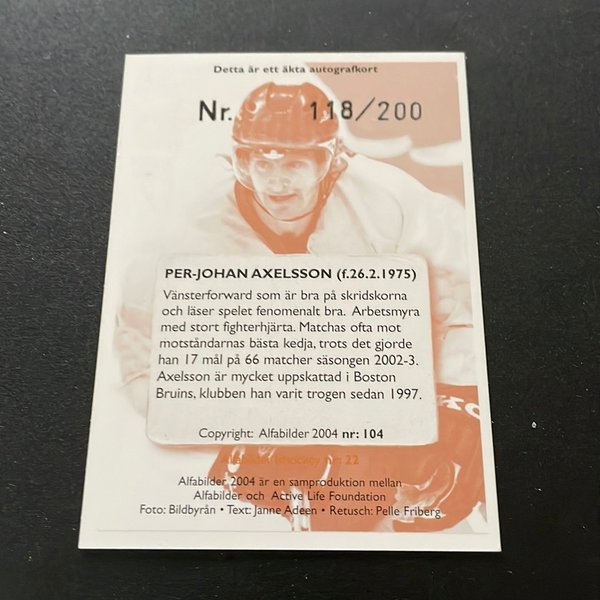 Detta är ett äkta autografkort
Nr. 118/200
PER-JOHAN AXELSSON (f.26.2.1975)
Vänsterforward som är bra på skridskorna
och läser spelet fenomenalt bra. Arbetsmyra
med stort fighterhjärta. Matchas ofta mot
motståndarnas bästa kedja, trots det gjorde
han 17 mål på 66 matcher säsongen 2002-3.
Axelsson är mycket uppskattad i Boston
Bruins, klubben han varit trogen sedan 1997.
Copyright: Alfabilder 2004 nr: 104
nr: 22
Alfabilder 2004 är en samproduktion mellan
Alfabilder och Active Life Foundation
Foto: Bildbyrån • Text: Janne Adeen • Retusch: Pelle Friberg